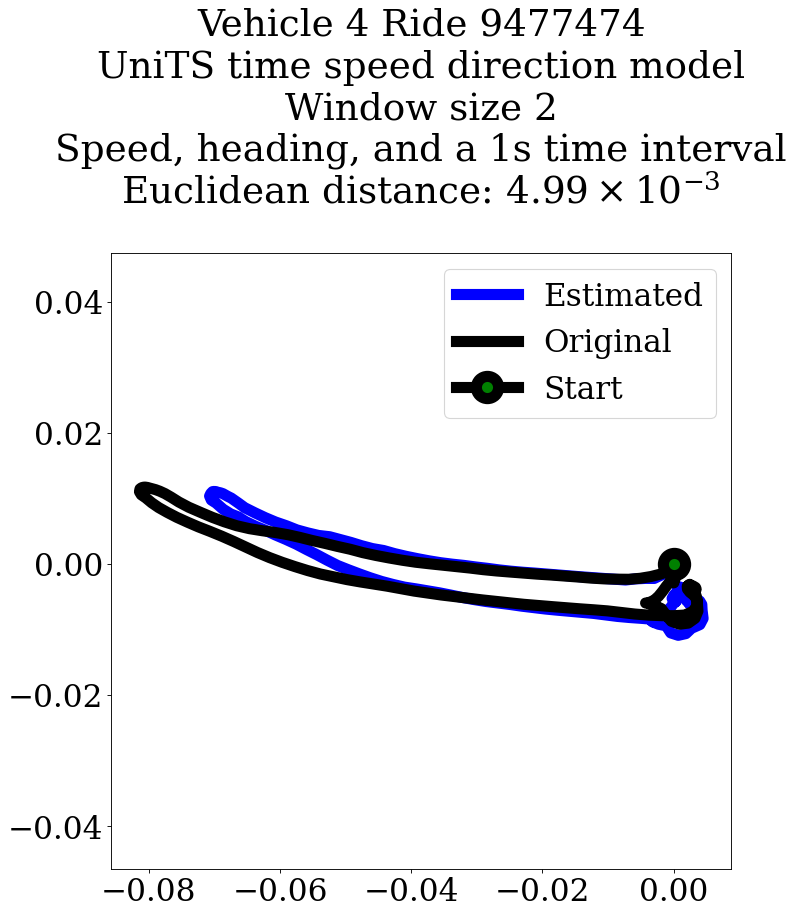 Vehicle 4 Ride 9477474
UniTS time speed direction model
Window size 2
Speed, heading, and a 1s time interval
Euclidean distance: 4.99 × 10⁻³
Estimated
Original
Start
0.04
0.02
0.00
−0.02
−0.04
−0.08 −0.06 −0.04 −0.02 0.00